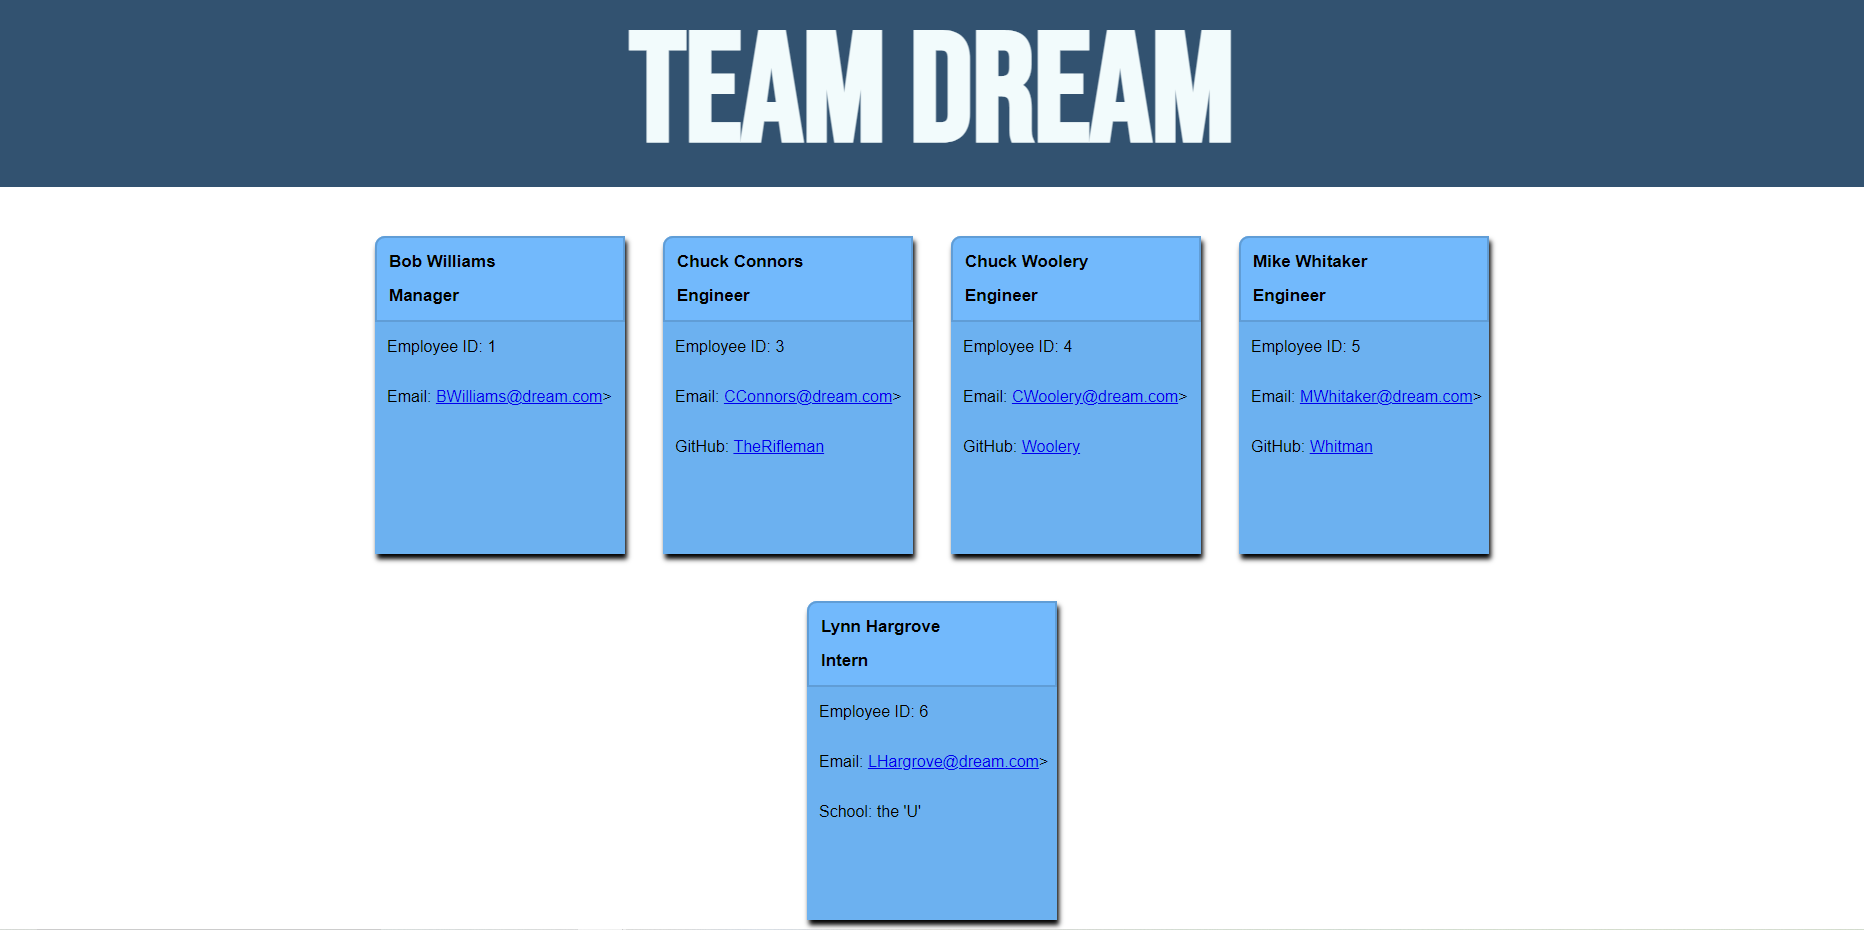 TEAM DREAM
Bob Williams
Manager
Employee ID: 1
Email: BWilliams@dream.com>
Chuck Connors
Engineer
Employee ID: 3
Email: CConnors@dream.com>
GitHub: TheRifleman
Chuck Woolery
Engineer
Employee ID: 4
Email: CWoolery@dream.com>
GitHub: Woolery
Mike Whitaker
Engineer
Employee ID: 5
Email: MWhitaker@dream.com>
GitHub: Whitman
Lynn Hargrove
Intern
Employee ID: 6
Email: LHargrove@dream.com>
School: the 'U'